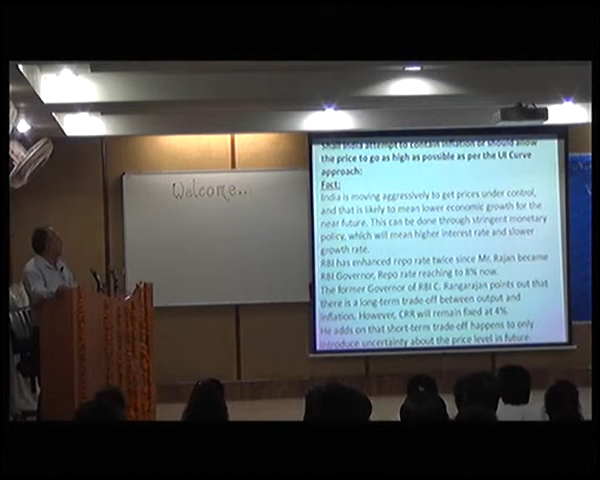 Welcome...
Shall India attempt to contain inflation or should allow
the price to go as high as possible as per the UI Curve
approach:
Fact:
India is moving aggressively to get prices under control,
and that is likely to mean lower economic growth for the
near future. This can be done through stringent monetary
policy, which will mean higher interest rate and slower
growth rate.
RBI has enhanced repo rate twice since Mr. Rajan became
RBI Governor, Repo rate reaching to 8% now.
The former Governor of RBI C. Rangarajan points out that
there is a long-term trade-off between output and
inflation. However, CRR will remain fixed at 4%.
He adds on that short-term trade-off happens to only
introduce uncertainty about the price level in future